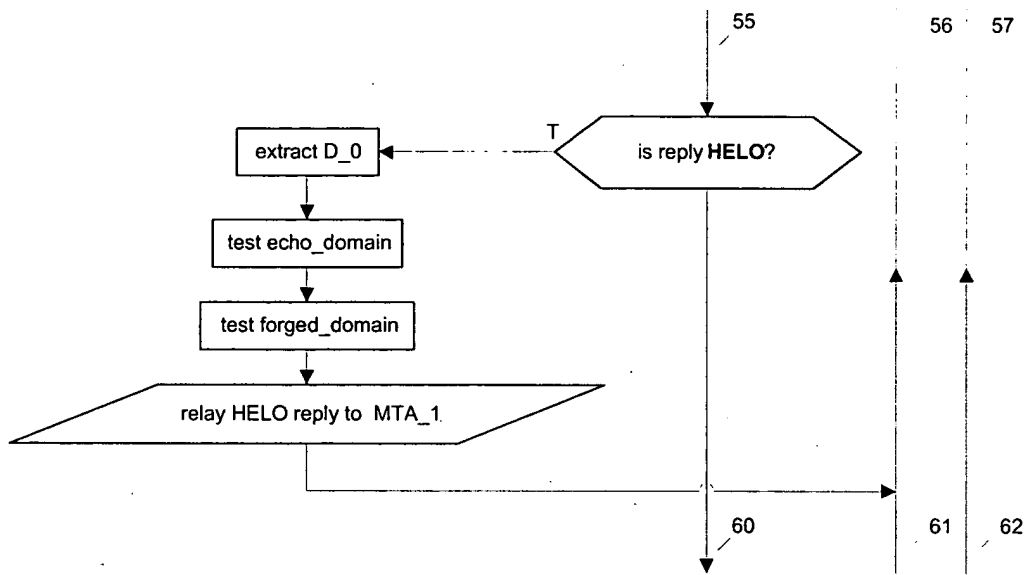 55
56
57
T
is reply HELO?
extract D_0
test echo_domain
test forged_domain
relay HELO reply to MTA_1
60
61
62